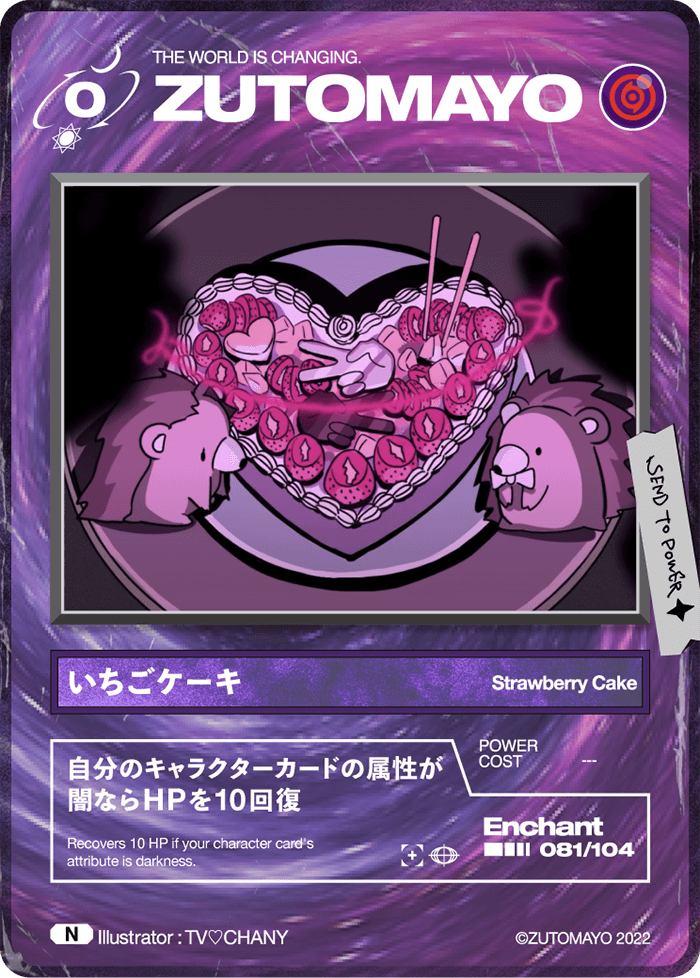 THE WORLD IS CHANGING.
ZUTOMAYO
SEND TO POWER
いちごケーキ
Strawberry Cake
自分のキャラクターカードの属性が
闇ならHPを10回復
Recovers 10 HP if your character card's
attribute is darkness.
POWER
COST ---
Enchant
081/104
N Illustrator : TV♡CHANY
©ZUTOMAYO 2022